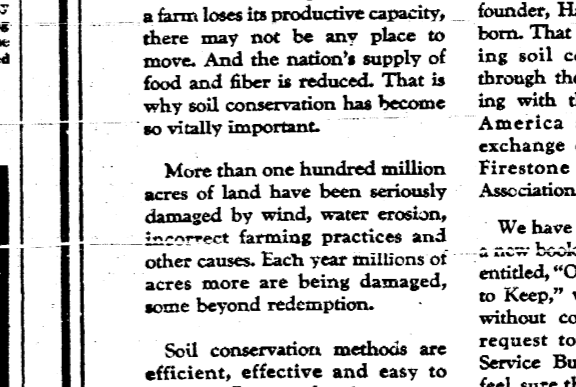 a farm loses its productive capacity,
there may not be any place to
move. And the nation's supply of
food and fiber is reduced. That is
why soil conservation has become
so vitally important.
More than one hundred million
acres of land have been seriously
damaged by wind, water erosion,
incorrect farming practices and
other causes. Each year millions of
acres more are being damaged,
some beyond redemption.
Soil conservation methods are
efficient, effective and easy to
founder,
born. That
ing soil
through the
ing with
America
exchange
Firestone
Association
We have
a new book
entitled, "O
to Keep,"
without
request to
Service
feel sure